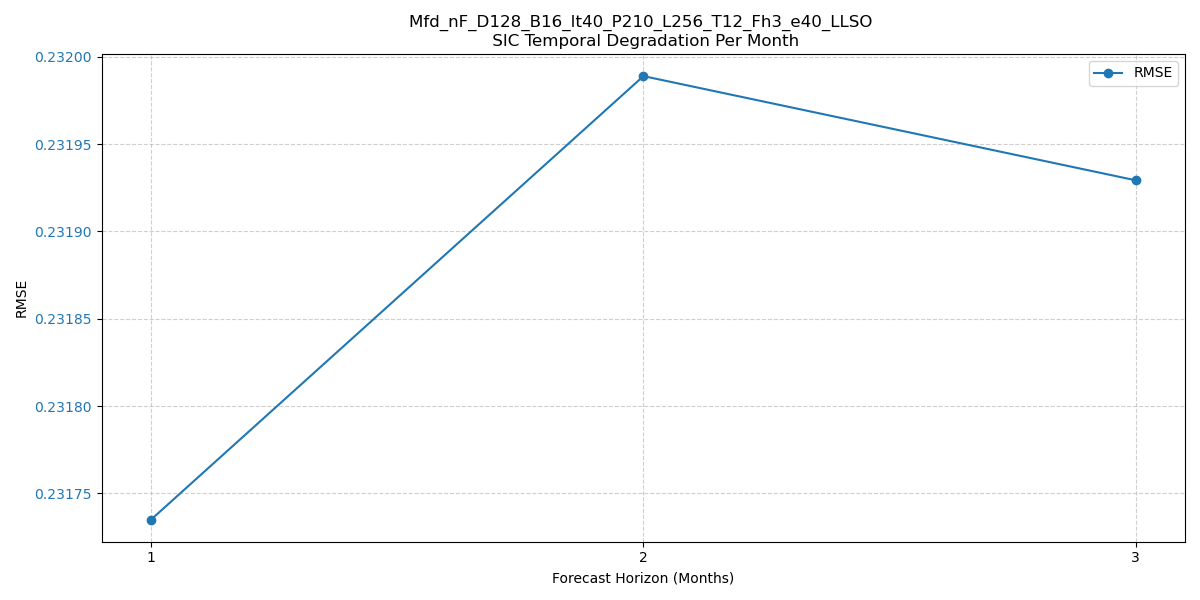 Mfd_nF_D128_B16_lt40_P210_L256_T12_Fh3_e40_LLSO
SIC Temporal Degradation Per Month
RMSE
0.23200
0.23195
0.23190
0.23185
0.23180
0.23175
RMSE
1
2
3
Forecast Horizon (Months)